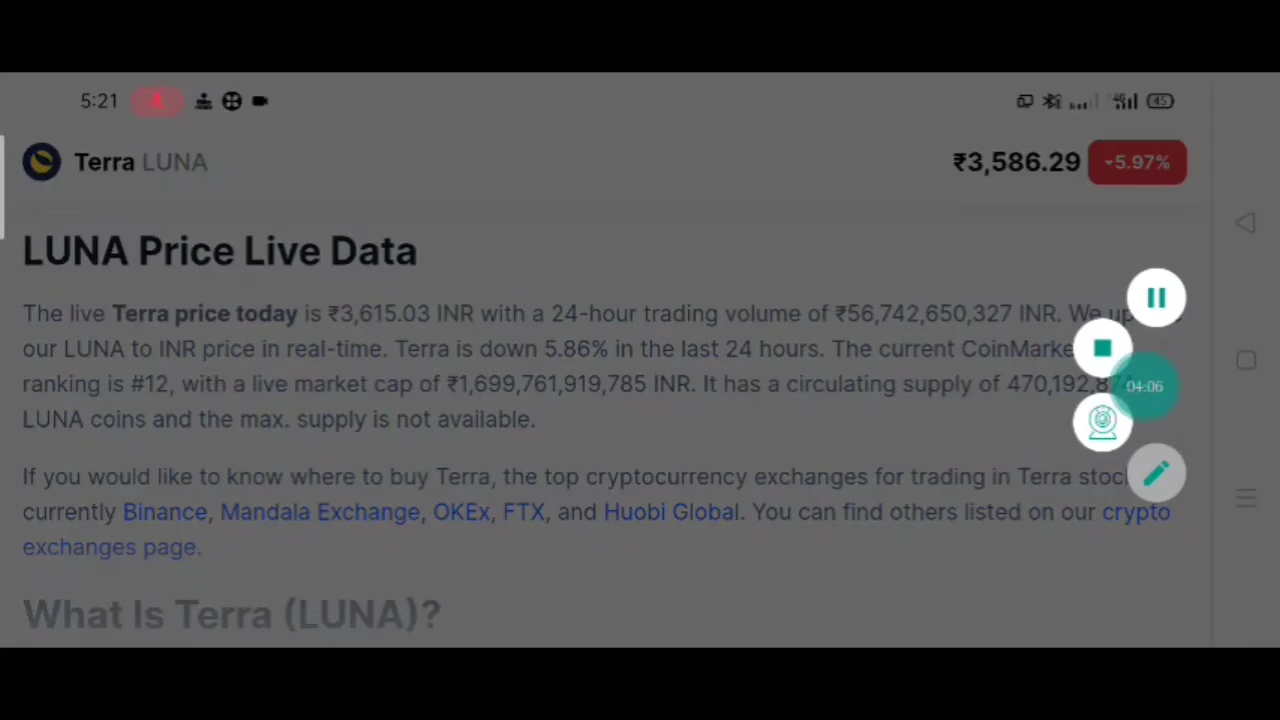 5:21
4G
45
Terra LUNA
₹3,586.29
5.97%
LUNA Price Live Data
The live Terra price today is ₹3,615.03 INR with a 24-hour trading volume of ₹56,742,650,327 INR. We
our LUNA to INR price in real-time. Terra is down 5.86% in the last 24 hours. The current
ranking is #12, with a live market cap of ₹1,699,761,919,785 INR. It has a circulating supply of 470,192,874
LUNA coins and the max. supply is not available.
If you would like to know where to buy Terra, the top cryptocurrency exchanges for trading in Terra
currently Binance, Mandala Exchange, OKEx, FTX, and Huobi Global. You can find others listed on our crypto
exchanges page.
What Is Terra (LUNA)?
04:06